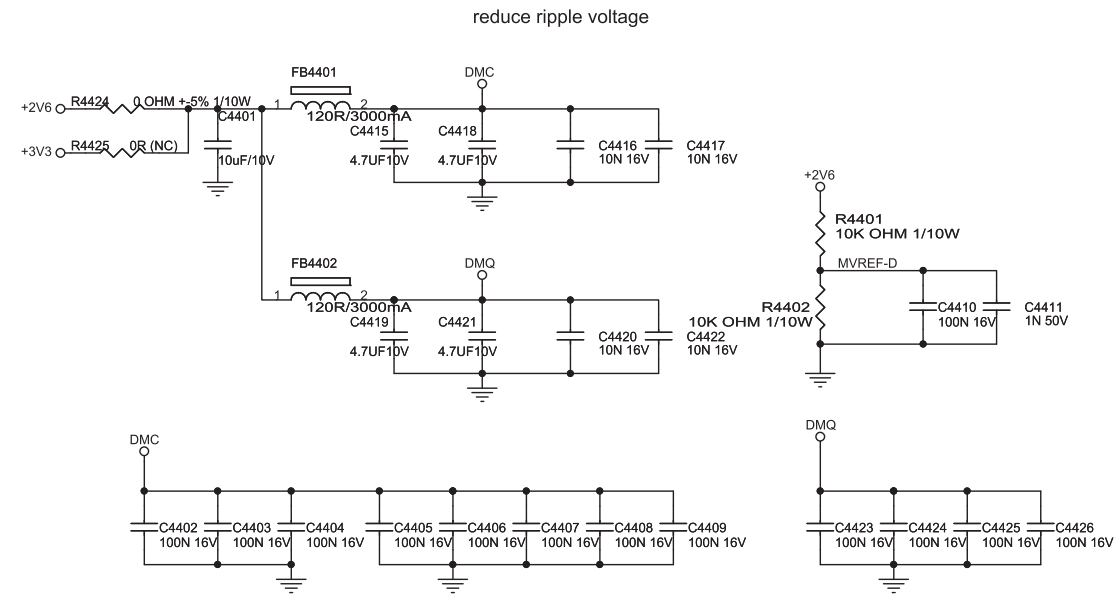 reduce ripple voltage
FB4401
DMC
+2V6
R4424
0 OHM +-5% 1/10W
1
2
C4401
120R/3000mA
C4415
C4418
+3V3
R4425
0R (NC)
10uF/10V
4.7UF10V
4.7UF10V
C4416
10N 16V
C4417
10N 16V
+2V6
R4401
10K OHM 1/10W
MVREF-D
FB4402
DMQ
1
2
120R/3000mA
C4419
C4421
4.7UF10V
4.7UF10V
C4420
10N 16V
C4422
10N 16V
R4402
10K OHM 1/10W
C4410
100N 16V
C4411
1N 50V
DMC
C4402
100N 16V
C4403
100N 16V
C4404
100N 16V
C4405
100N 16V
C4406
100N 16V
C4407
100N 16V
C4408
100N 16V
C4409
100N 16V
DMQ
C4423
100N 16V
C4424
100N 16V
C4425
100N 16V
C4426
100N 16V